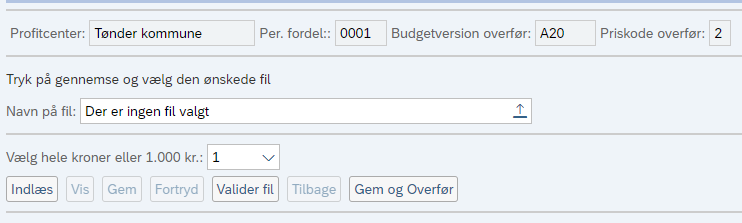 Profitcenter: Tønder kommune Per. fordel.: 0001 Budgetversion overfør: A20 Priskode overfør: 2
Tryk på gennemse og vælg den ønskede fil
Navn på fil: Der er ingen fil valgt
Vælg hele kroner eller 1.000 kr.: 1
Indlæs Vis Gem Fortryd Valider fil Tilbage Gem og Overfør